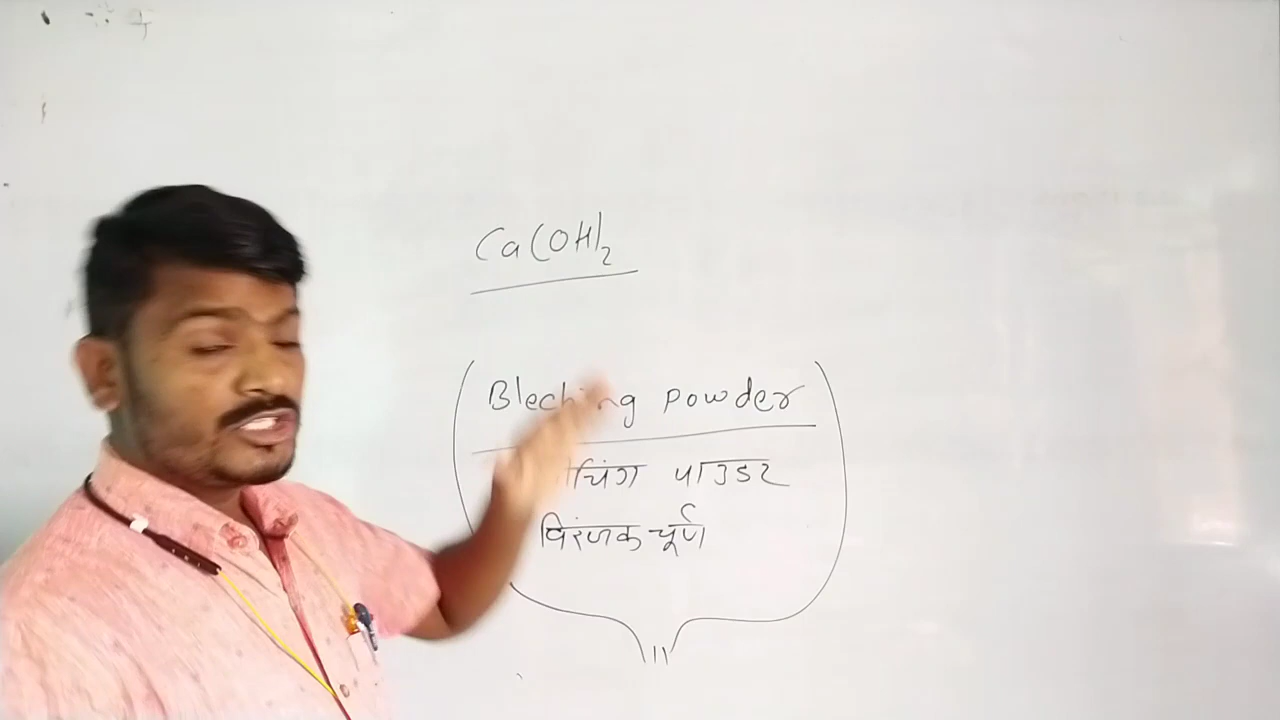 Ca(OH)2
Bleching powder
चिंग पाउडर
विरंजक चूर्ण